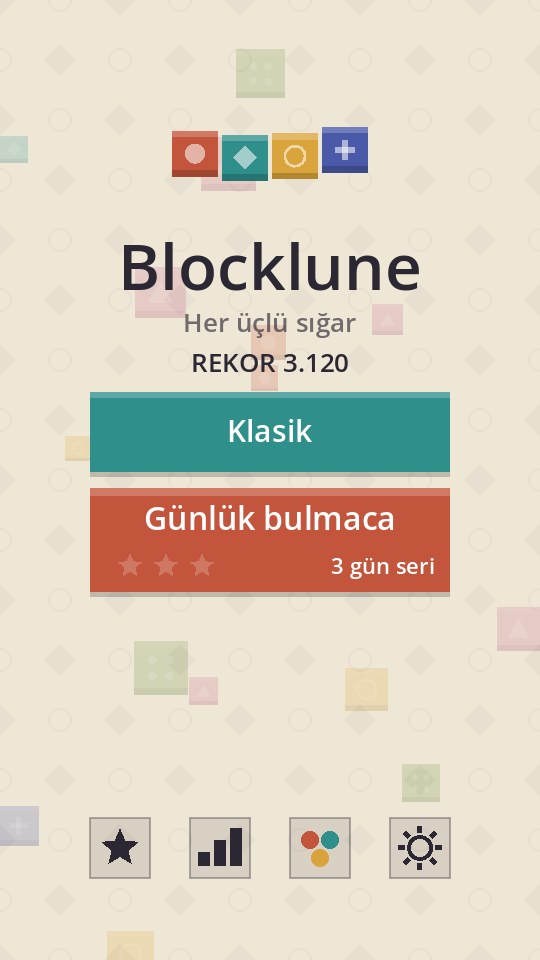 Blocklune
Her üçlü sığar
REKOR 3.120
Klasik
Günlük bulmaca
3 gün seri